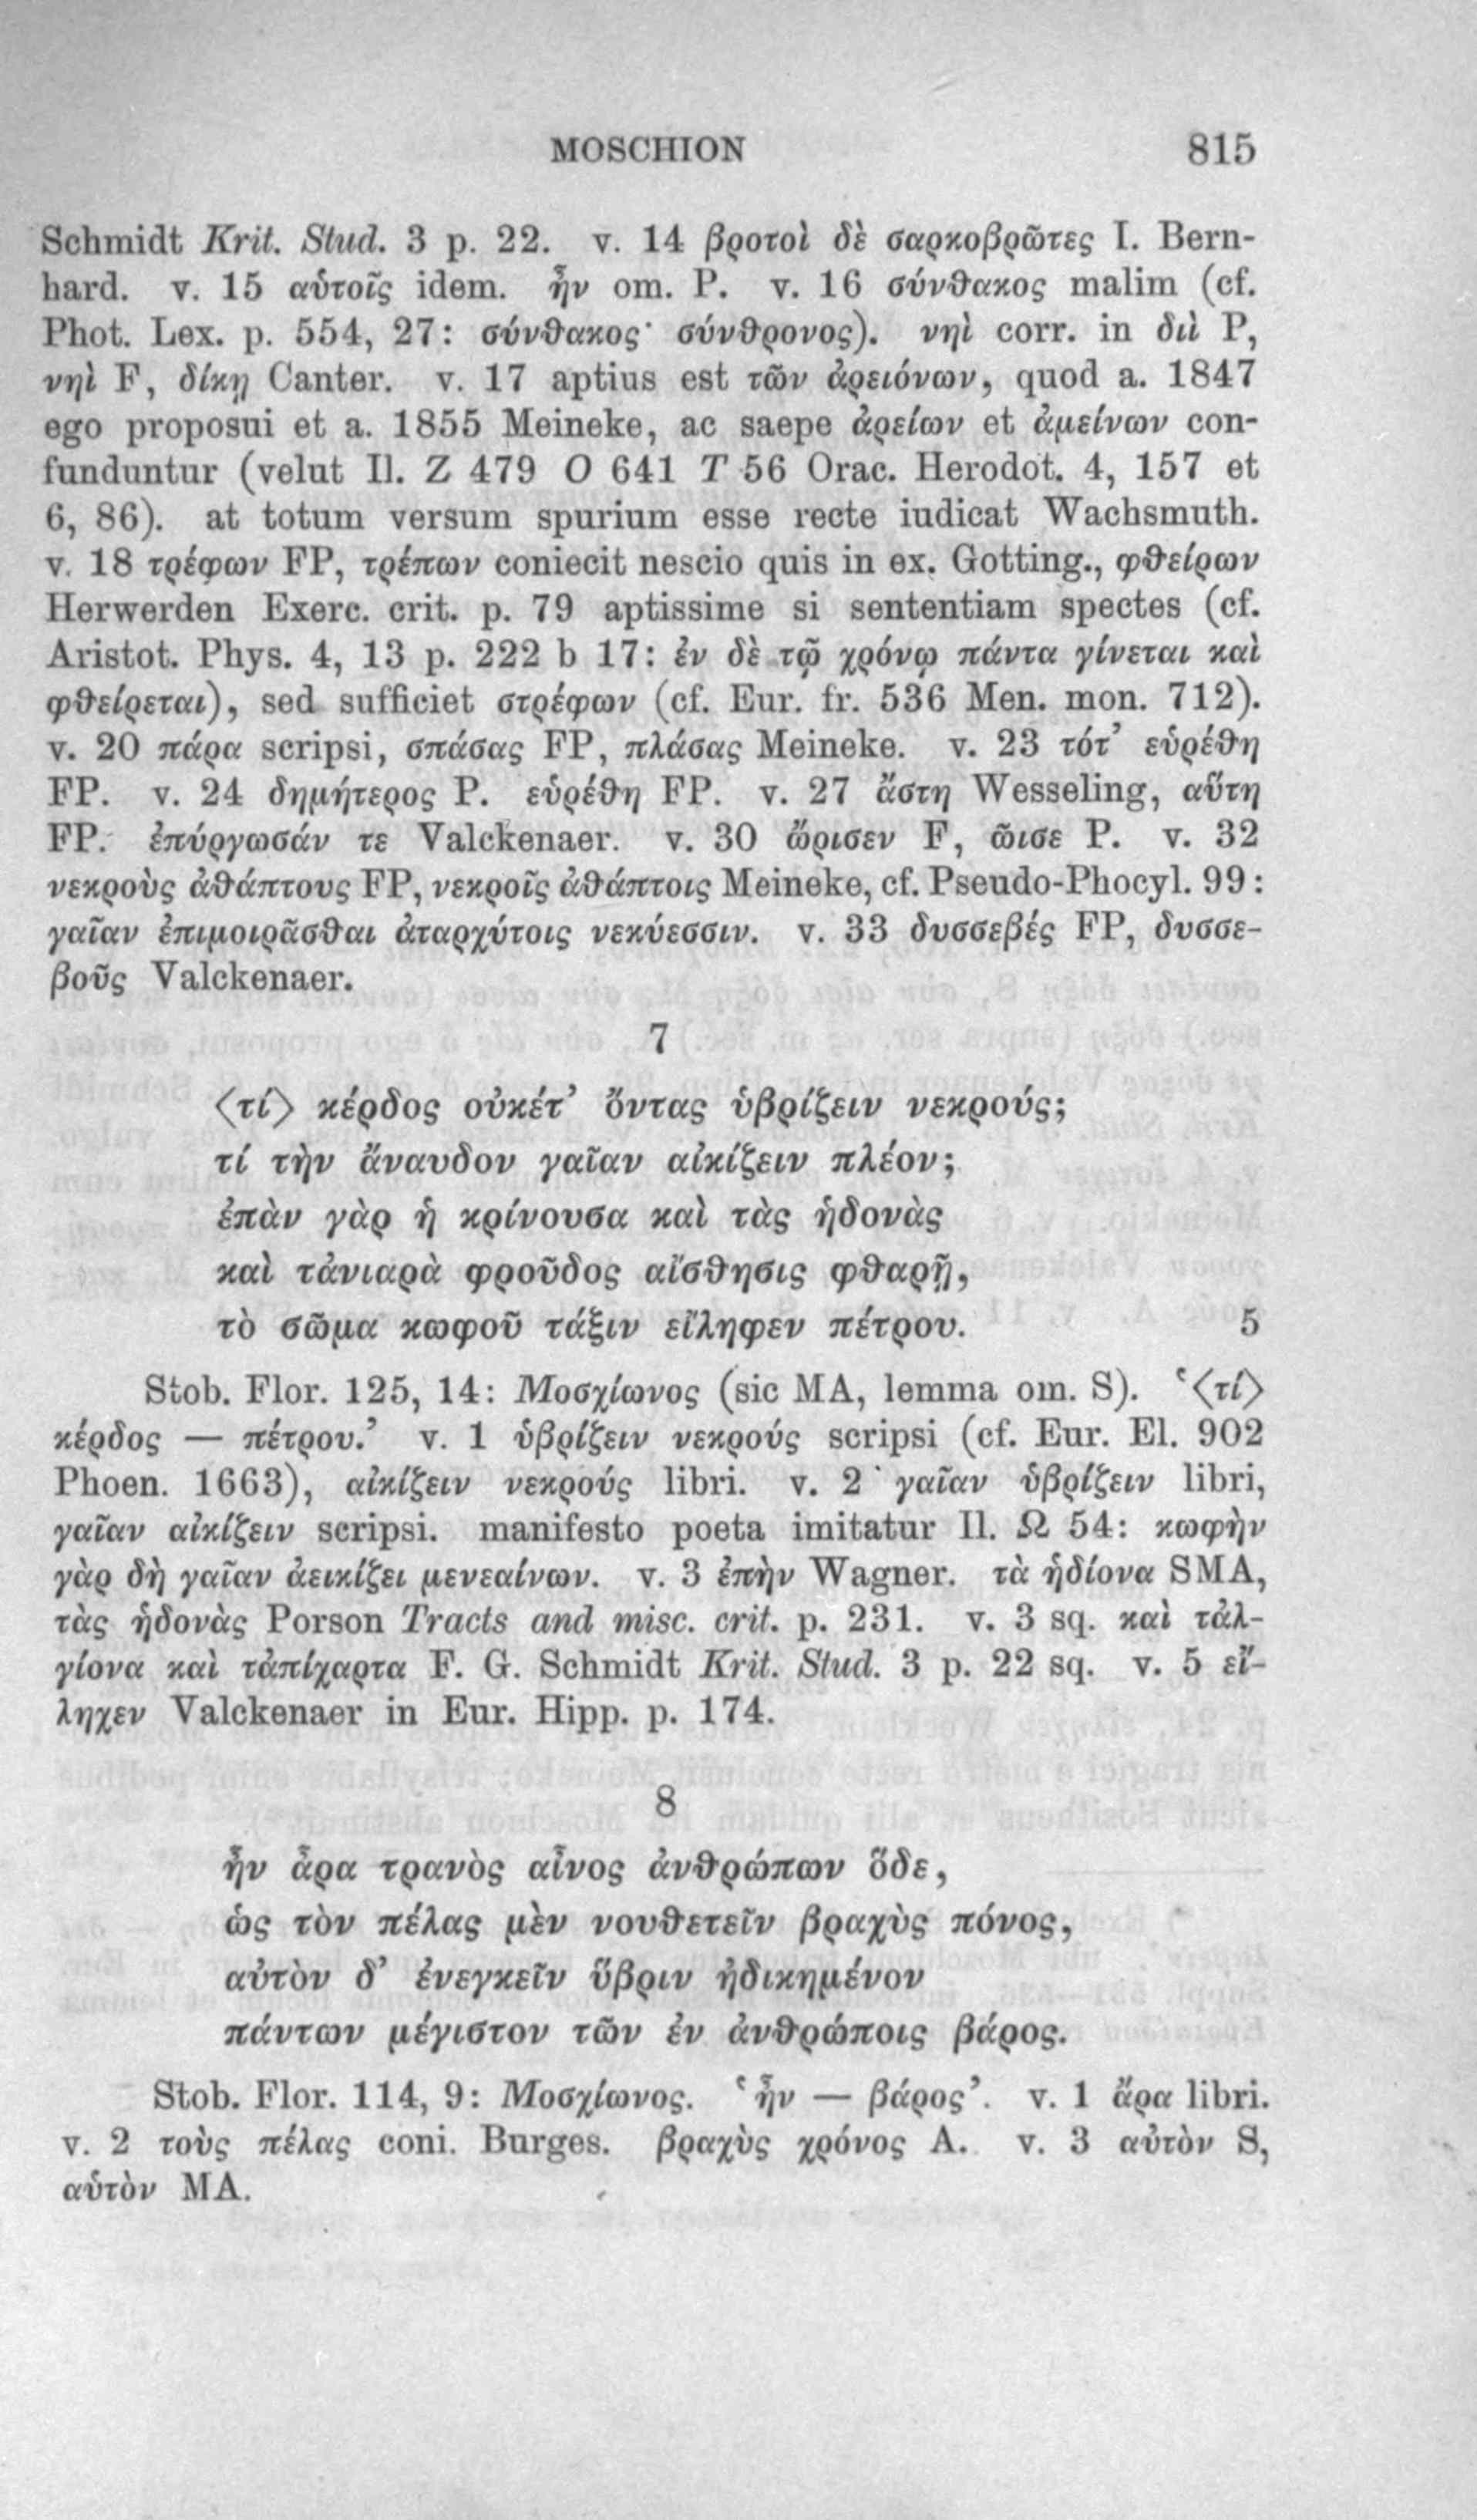 MOSCHION 815
Schmidt Krit. Stud. 3 p. 22. v. 14 βροτοὶ δὲ σαρκοβρῶτες I. Bern-
hard. v. 15 αὑτοῖς idem. ἦν om. P. v. 16 σύνθακος malim (cf.
Phot. Lex. p. 554, 27: σύνθακος· σύνθρονος). νηὶ corr. in διὶ P,
νηὶ F, δίκῃ Canter. v. 17 aptius est τῶν ἀρειόνων, quod a. 1847
ego proposui et a. 1855 Meineke, ac saepe ἀρείων et ἀμείνων con-
funduntur (velut Il. Z 479 O 641 T 56 Orac. Herodot. 4, 157 et
6, 86). at totum versum spurium esse recte iudicat Wachsmuth.
v. 18 τρέφων FP, τρέπων coniecit nescio quis in ex. Gotting., φθείρων
Herwerden Exerc. crit. p. 79 aptissime si sententiam spectes (cf.
Aristot. Phys. 4, 13 p. 222 b 17: ἐν δὲ τῷ χρόνῳ πάντα γίνεται καὶ
φθείρεται), sed sufficiet στρέφων (cf. Eur. fr. 536 Men. mon. 712).
v. 20 πάρα scripsi, σπάσας FP, πλάσας Meineke. v. 23 τότ’ εὑρέθη
FP. v. 24 δημήτερος P. εὑρέθη FP. v. 27 ἄστη Wesseling, αὕτη
FP. ἐπύργωσάν τε Valckenaer. v. 30 ὥρισεν F, ὥισε P. v. 32
νεκροὺς ἀθάπτους FP, νεκροῖς ἀθάπτοις Meineke, cf. Pseudo-Phocyl. 99:
γαῖαν ἐπιμοιρᾶσθαι ἀταρχύτοις νεκύεσσιν. v. 33 δυσσεβές FP, δυσσε-
βοῦς Valckenaer.
7
⟨τί⟩ κέρδος οὐκέτ’ ὄντας ὑβρίζειν νεκρούς;
τί τὴν ἄναυδον γαῖαν αἰκίζειν πλέον;
ἐπὰν γὰρ ἡ κρίνουσα καὶ τὰς ἡδονὰς
καὶ τἀνιαρὰ φροῦδος αἴσθησις φθαρῇ,
τὸ σῶμα κωφοῦ τάξιν εἴληφεν πέτρου. 5
Stob. Flor. 125, 14: Μοσχίωνος (sic MA, lemma om. S). ‘⟨τί⟩
κέρδος — πέτρου.’ v. 1 ὑβρίζειν νεκρούς scripsi (cf. Eur. El. 902
Phoen. 1663), αἰκίζειν νεκρούς libri. v. 2 γαῖαν ὑβρίζειν libri,
γαῖαν αἰκίζειν scripsi. manifesto poeta imitatur Il. Ω 54: κωφὴν
γὰρ δὴ γαῖαν ἀεικίζει μενεαίνων. v. 3 ἐπὴν Wagner. τὰ ἡδίονα SMA,
τὰς ἡδονὰς Porson Tracts and misc. crit. p. 231. v. 3 sq. καὶ τἀλ-
γίονα καὶ τἀπίχαρτα F. G. Schmidt Krit. Stud. 3 p. 22 sq. v. 5 εἴ-
ληχεν Valckenaer in Eur. Hipp. p. 174.
8
ἦν ἆρα τρανὸς αἶνος ἀνθρώπων ὅδε,
ὡς τὸν πέλας μὲν νουθετεῖν βραχὺς πόνος,
αὐτὸν δ’ ἐνεγκεῖν ὕβριν ἠδικημένον
πάντων μέγιστον τῶν ἐν ἀνθρώποις βάρος.
Stob. Flor. 114, 9: Μοσχίωνος. ‘ἦν — βάρος’. v. 1 ἄρα libri.
v. 2 τοὺς πέλας coni. Burges. βραχὺς χρόνος A. v. 3 αὐτὸν S,
αὑτὸν MA.